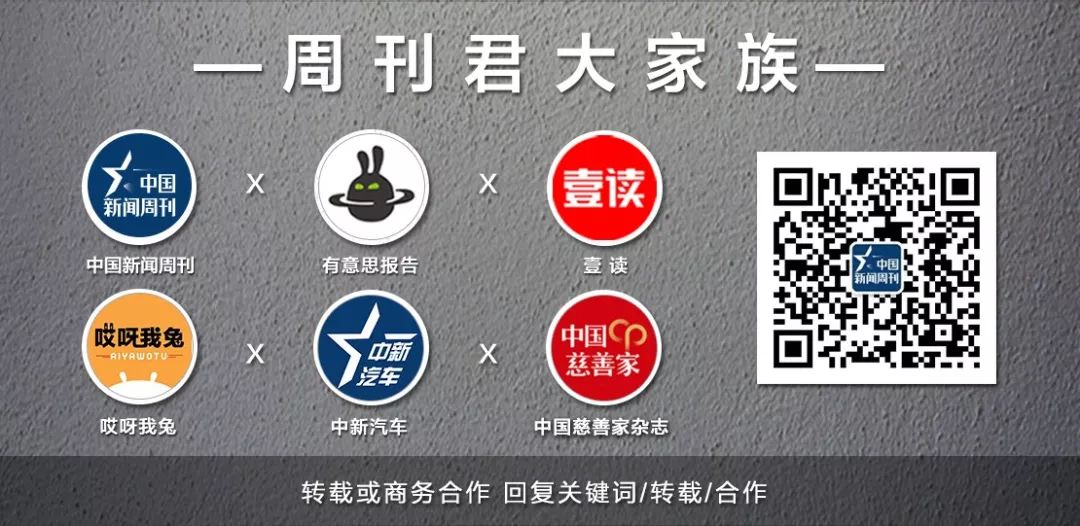 周刊君大家族
中国
新闻周刊
X
X
壹读
中国新闻周刊
有意思报告
壹 读
中国
新闻周刊
哎呀我兔
AIYAWOTU
X
中新
汽车
X
中国
慈善家
哎呀我兔
中新汽车
中国慈善家杂志
转载或商务合作 回复关键词/转载/合作